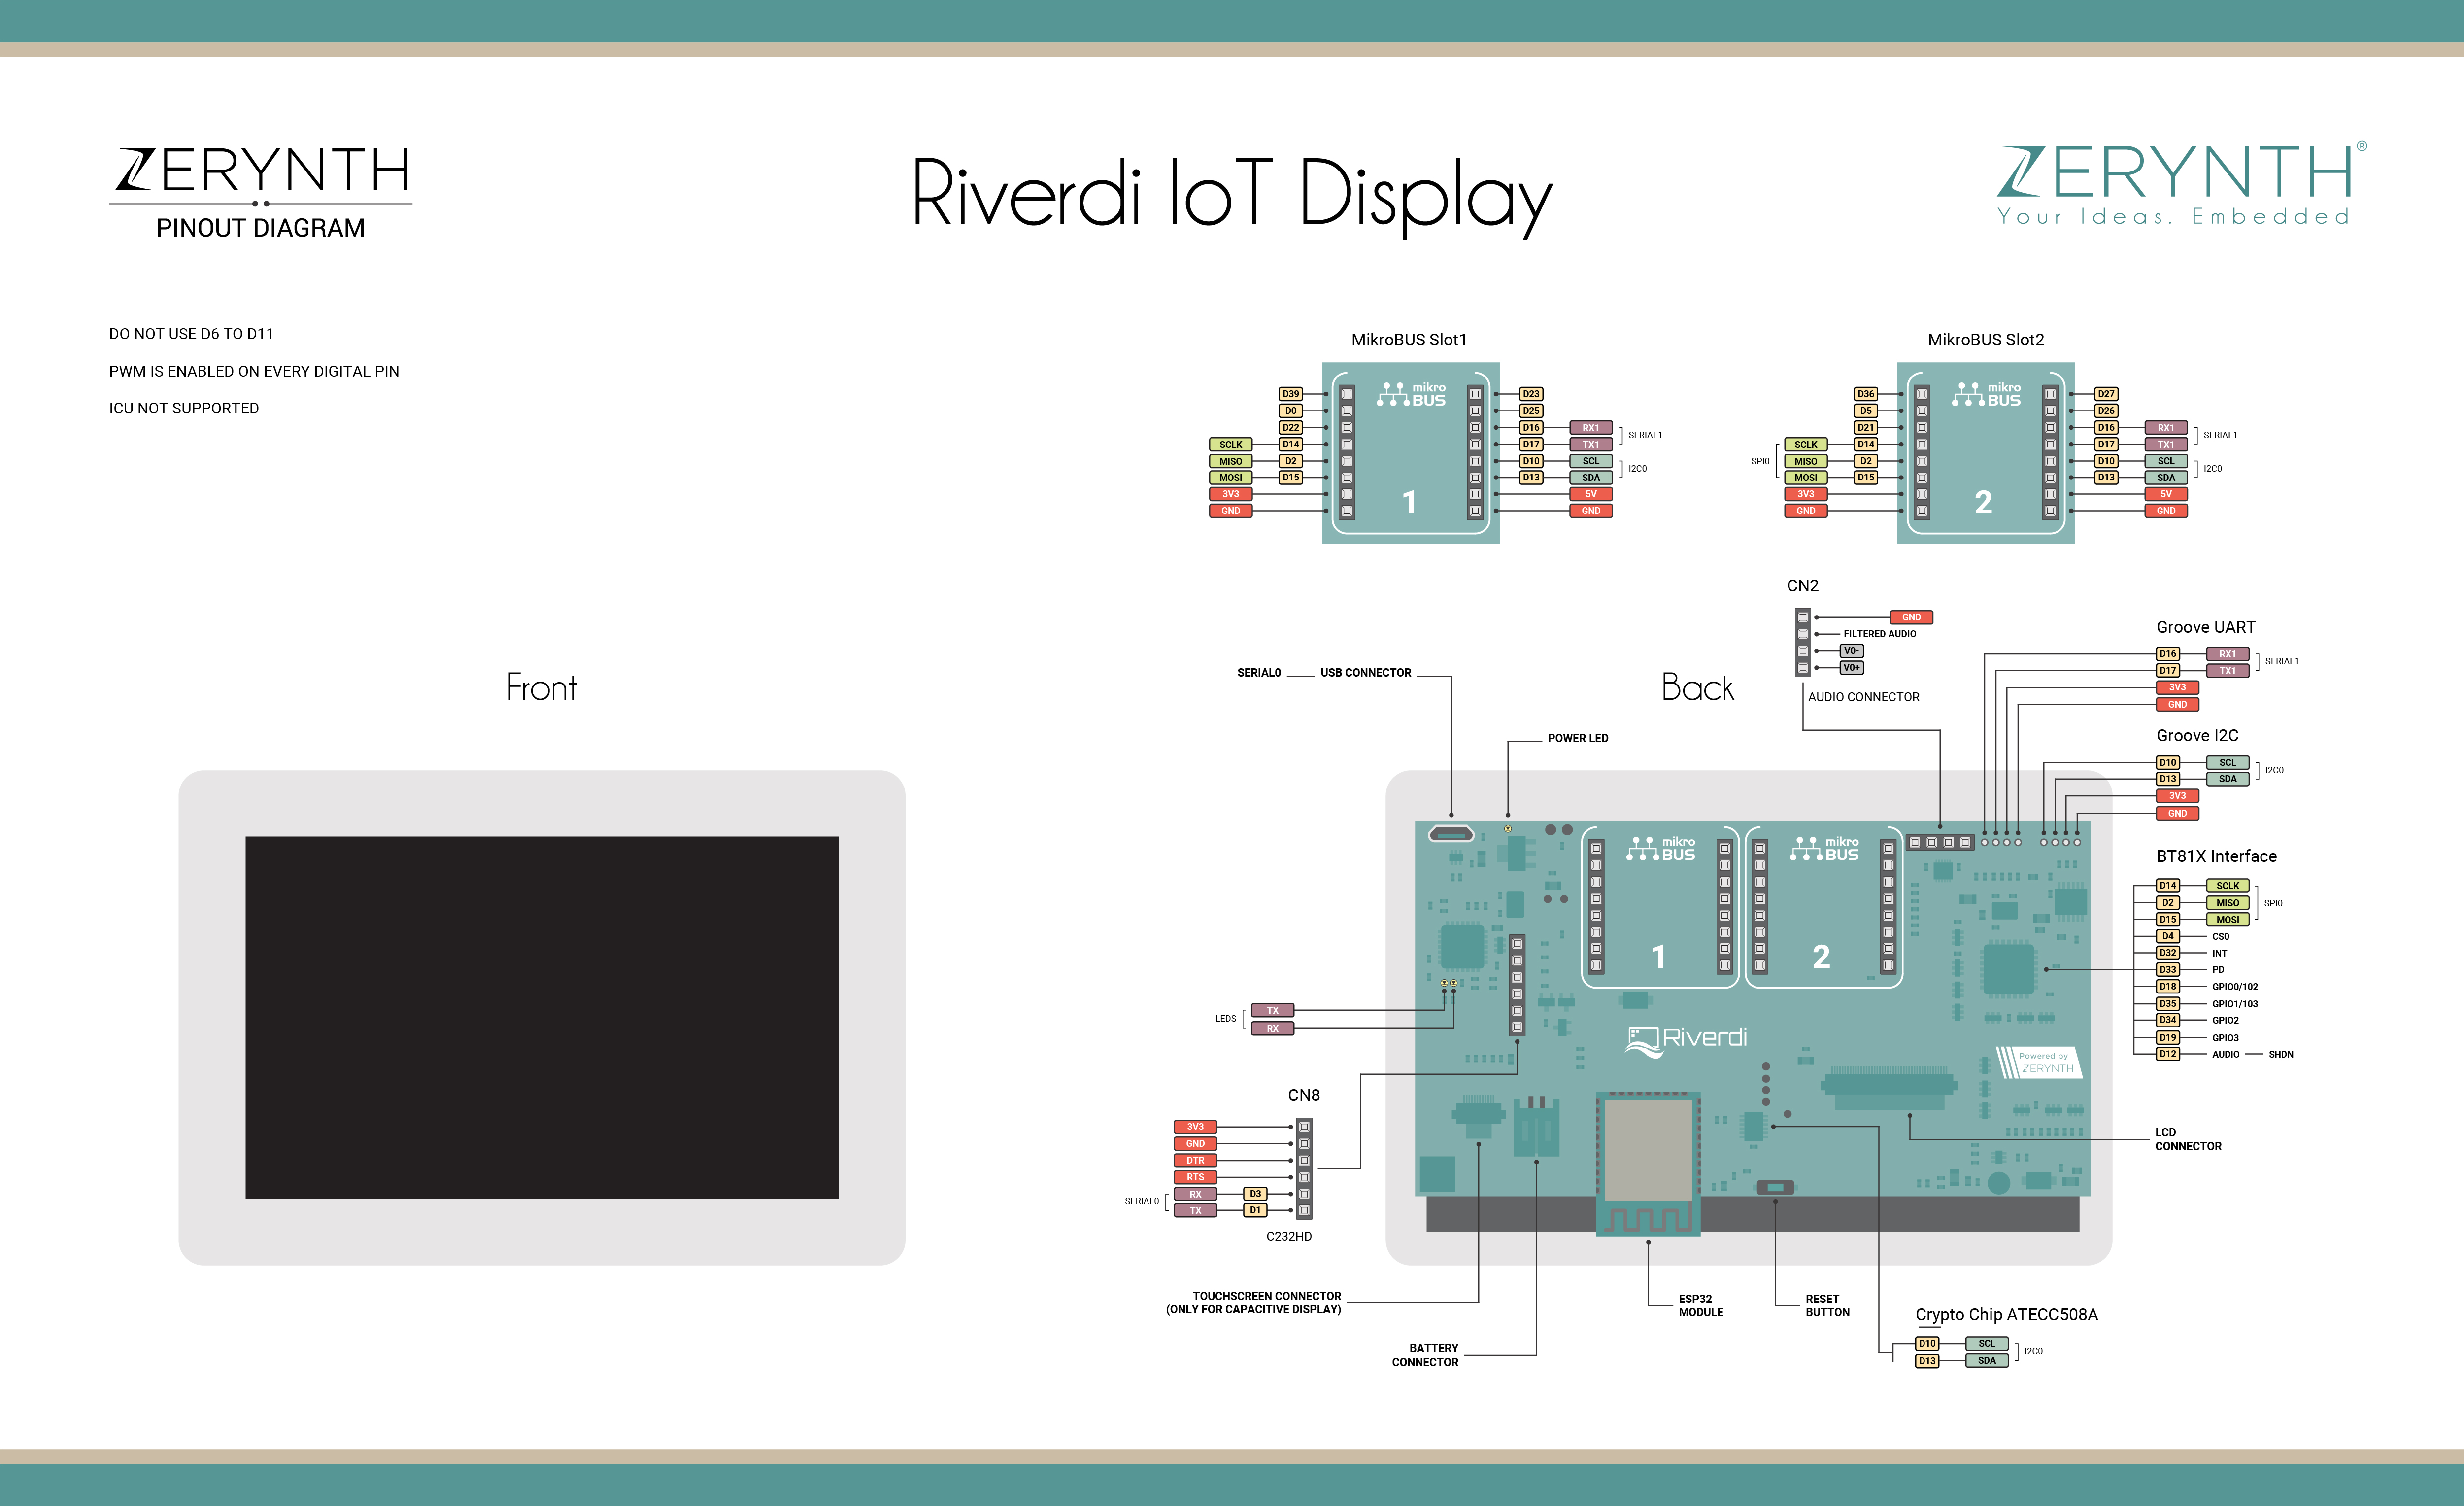 ZERYNTH
PINOUT DIAGRAM
Riverdi IoT Display
ZERYNTH®
Your Ideas. Embedded
DO NOT USE D6 TO D11
PWM IS ENABLED ON EVERY DIGITAL PIN
ICU NOT SUPPORTED
MikroBUS Slot1
D39
D0
D22
SCLK D14
MISO D2
MOSI D15
3V3
GND
mikro
BUS
1
D23
D25
D16 RX1
D17 TX1
SERIAL1
D10 SCL
D13 SDA
I2C0
5V
GND
MikroBUS Slot2
D36
D5
D21
SPI0
SCLK D14
MISO D2
MOSI D15
3V3
GND
mikro
BUS
2
D27
D26
D16 RX1
D17 TX1
SERIAL1
D10 SCL
D13 SDA
I2C0
5V
GND
Front
Back
CN2
GND
FILTERED AUDIO
V0-
V0+
AUDIO CONNECTOR
SERIAL0 USB CONNECTOR
POWER LED
Groove UART
D16 RX1
D17 TX1
SERIAL1
3V3
GND
Groove I2C
D10 SCL
D13 SDA
I2C0
3V3
GND
BT81X Interface
D14 SCLK
D2 MISO
D15 MOSI
SPI0
D4 CS0
D32 INT
D33 PD
D18 GPIO0/102
D35 GPIO1/103
D34 GPIO2
D19 GPIO3
D12 AUDIO SHDN
mikro
BUS
1
mikro
BUS
2
Riverdi
Powered by
ZERYNTH
LEDS
TX
RX
CN8
3V3
GND
DTR
RTS
SERIAL0
RX D3
TX D1
C232HD
LCD
CONNECTOR
TOUCHSCREEN CONNECTOR
(ONLY FOR CAPACITIVE DISPLAY)
BATTERY
CONNECTOR
ESP32
MODULE
RESET
BUTTON
Crypto Chip ATECC508A
D10 SCL
D13 SDA
I2C0